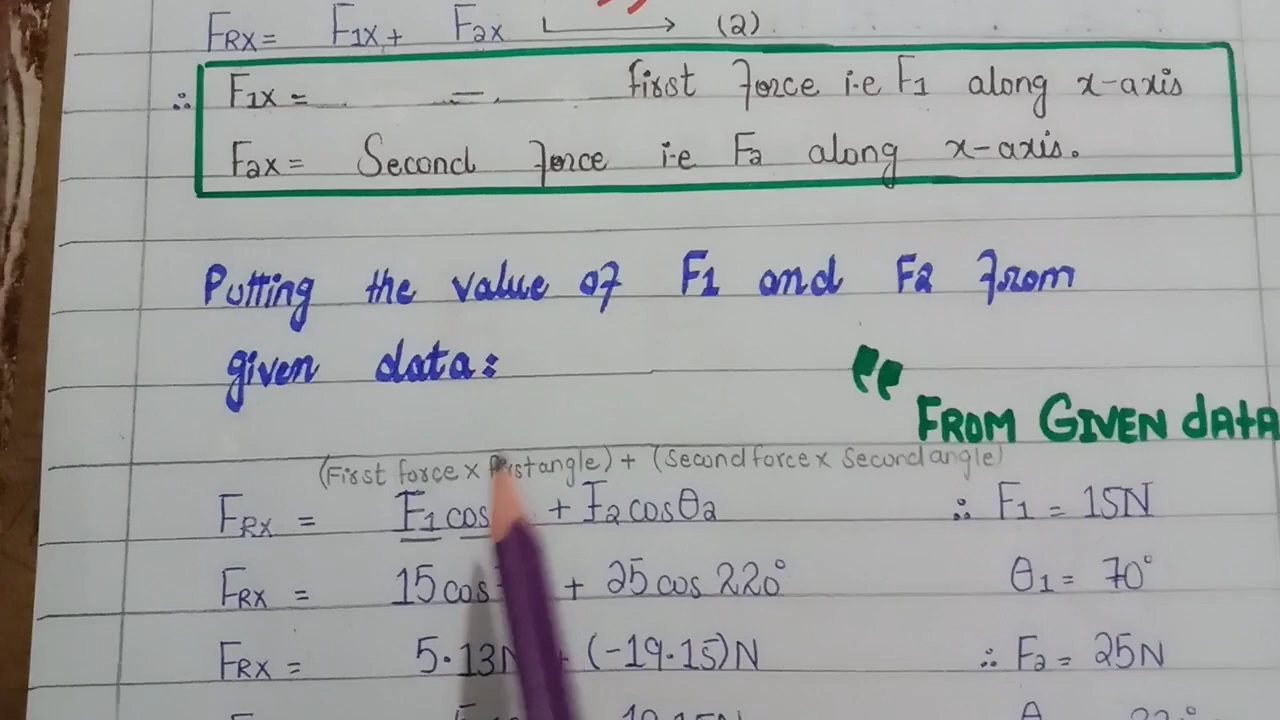 FRX = F1x + F2x (2)
∴ F1x = first force i.e F1 along x-axis
F2x = Second force i-e F2 along x-axis.
Putting the value of F1 and F2 from
given data:
"
FROM GIVEN dATA
(First force x angle) + (Second force x Second angle)
FRX = F1 cos + F2 cosθ2 ∴ F1 = 15N
FRX = 15 cos + 25 cos 220° θ1 = 70°
FRX = 5.13N + (-19.15)N ∴ F2 = 25N